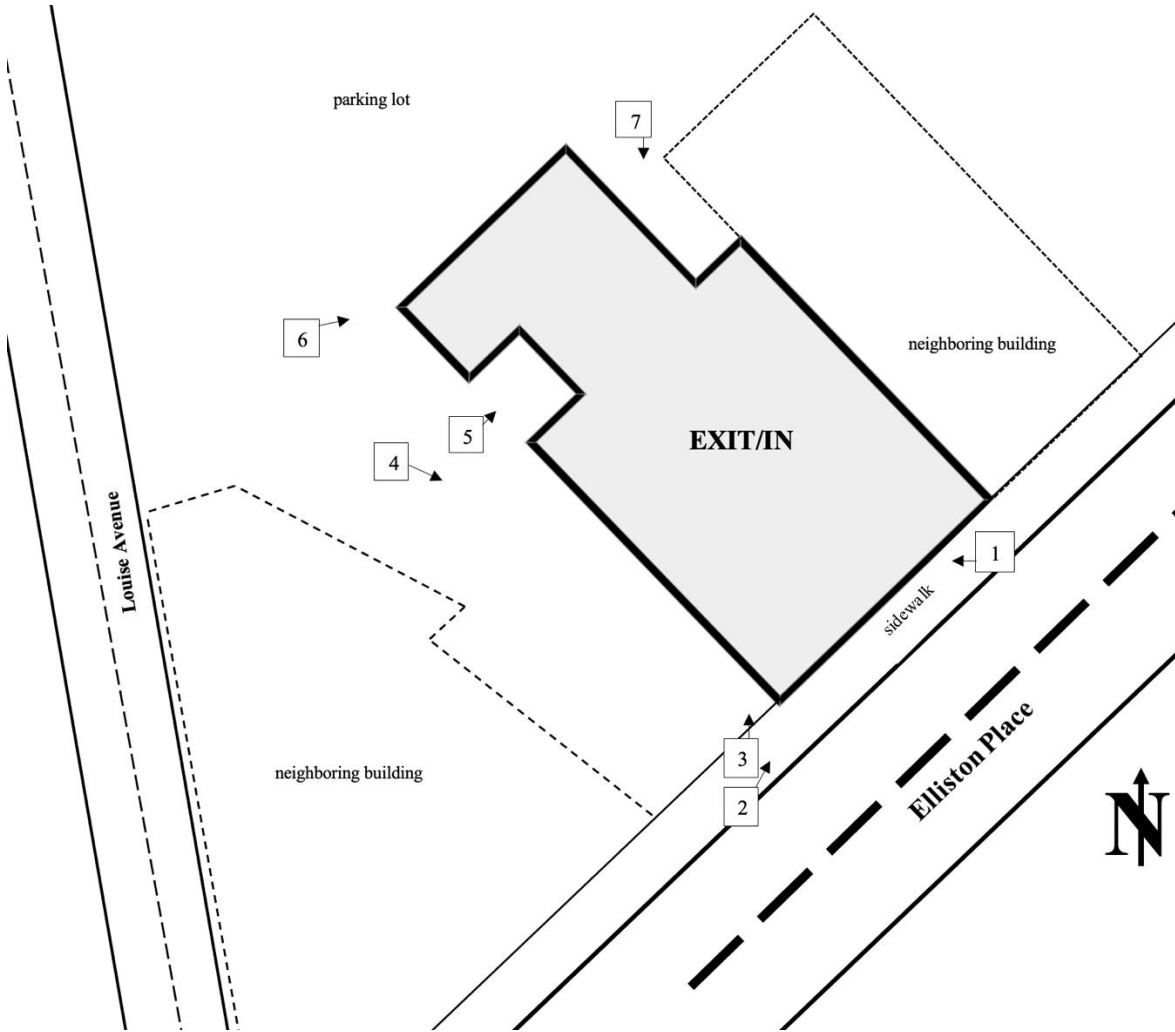 parking lot
7
6
neighboring building
5
EXIT/IN
4
Louise Avenue
1
sidewalk
3
Elliston Place
neighboring building
2
N